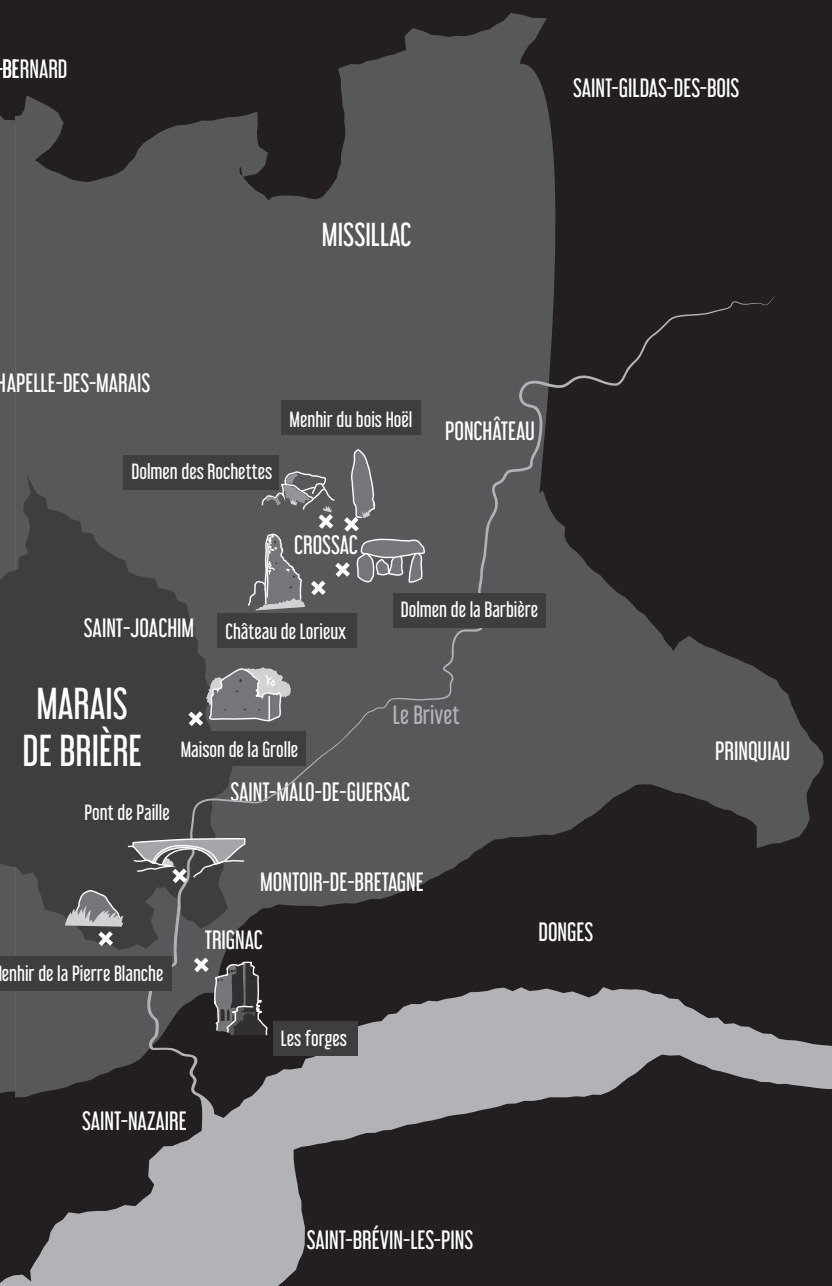 -BERNARD
SAINT-GILDAS-DES-BOIS
MISSILLAC
HAPELLE-DES-MARAIS
Menhir du bois Hoël
PONCHÂTEAU
Dolmen des Rochettes
CROSSAC
Dolmen de la Barbière
SAINT-JOACHIM
Château de Lorieux
MARAIS
DE BRIÈRE
Le Brivet
Maison de la Grolle
PRINQUIAU
SAINT-MALO-DE-GUERSAC
Pont de Paille
MONTOIR-DE-BRETAGNE
DONGES
TRIGNAC
enhir de la Pierre Blanche
Les forges
SAINT-NAZAIRE
SAINT-BRÉVIN-LES-PINS